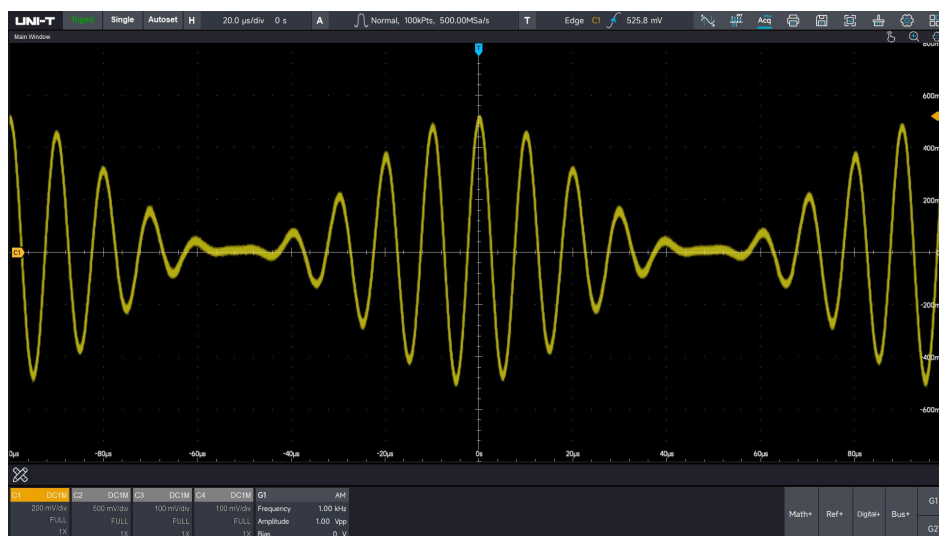 UNI-T Triged Single Autoset H 20.0 μs/div 0 s A Normal, 100kPts, 500.00MSa/s T Edge C1 525.8 mV Acq
Main Window
T
600m
400m
200m
C1
-200m
-400m
-600m
-80μs -60μs -40μs -20μs 0s 20μs 40μs 60μs 80μs
C1 DC1M C2 DC1M C3 DC1M C4 DC1M G1 AM
200 mV/div 500 mV/div 100 mV/div 100 mV/div Frequency 1.00 kHz
FULL FULL FULL FULL Amplitude 1.00 Vpp
1X 1X 1X 1X Bias 0 V
Math+ Ref+ Digital+ Bus+
G1
G2